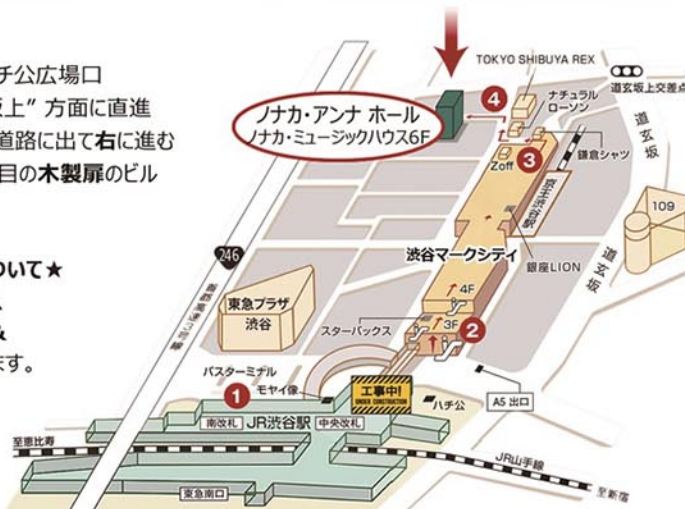 チ公広場口
坂上” 方面に直進
道路に出て右に進む
目の木製扉のビル
ついて★
ます。
TOKYO SHIBUYA REX
道玄坂上交差点
ナチュラル
ローソン
4
ノナカ・アンナ ホール
ノナカ・ミュージックハウス6F
3
鎌倉シャツ
Zoff
道玄坂
京王渋谷駅
109
246
渋谷マークシティ
銀座LION
道玄坂
4F
東急プラザ
渋谷
スターバックス
3F
2
バスターミナル
モヤイ像
1
工事中!
UNDER CONSTRUCTION
ハチ公
A5 出口
南改札
JR渋谷駅
中央改札
至恵比寿
JR山手線
至新宿
東急南口